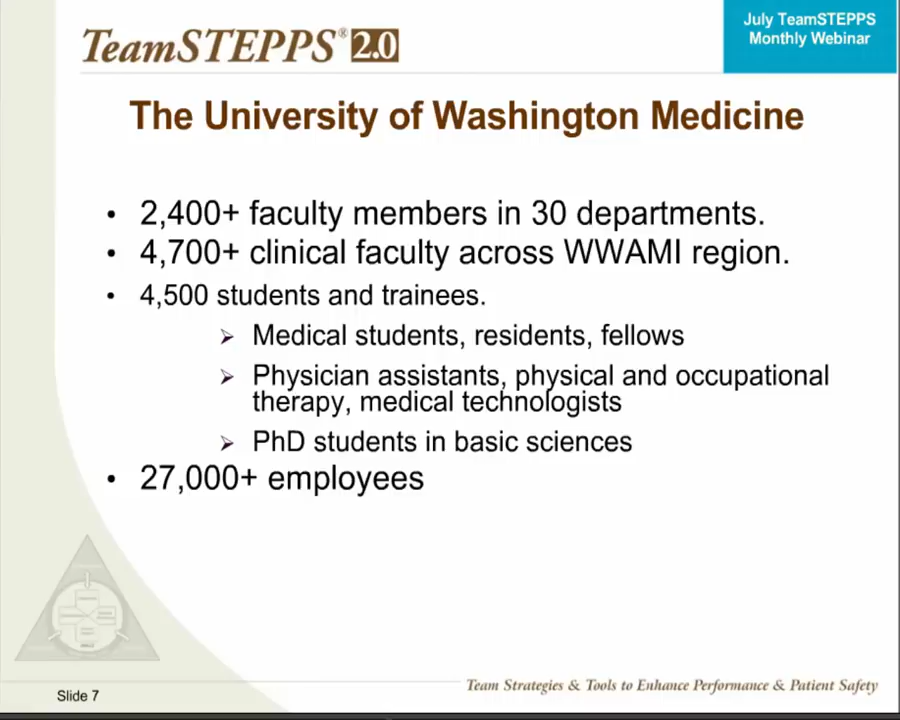 July TeamSTEPPS
Monthly Webinar
TeamSTEPPS® 2.0
The University of Washington Medicine
• 2,400+ faculty members in 30 departments.
• 4,700+ clinical faculty across WWAMI region.
• 4,500 students and trainees.
➢ Medical students, residents, fellows
➢ Physician assistants, physical and occupational
therapy, medical technologists
➢ PhD students in basic sciences
• 27,000+ employees
Slide 7
Team Strategies & Tools to Enhance Performance & Patient Safety